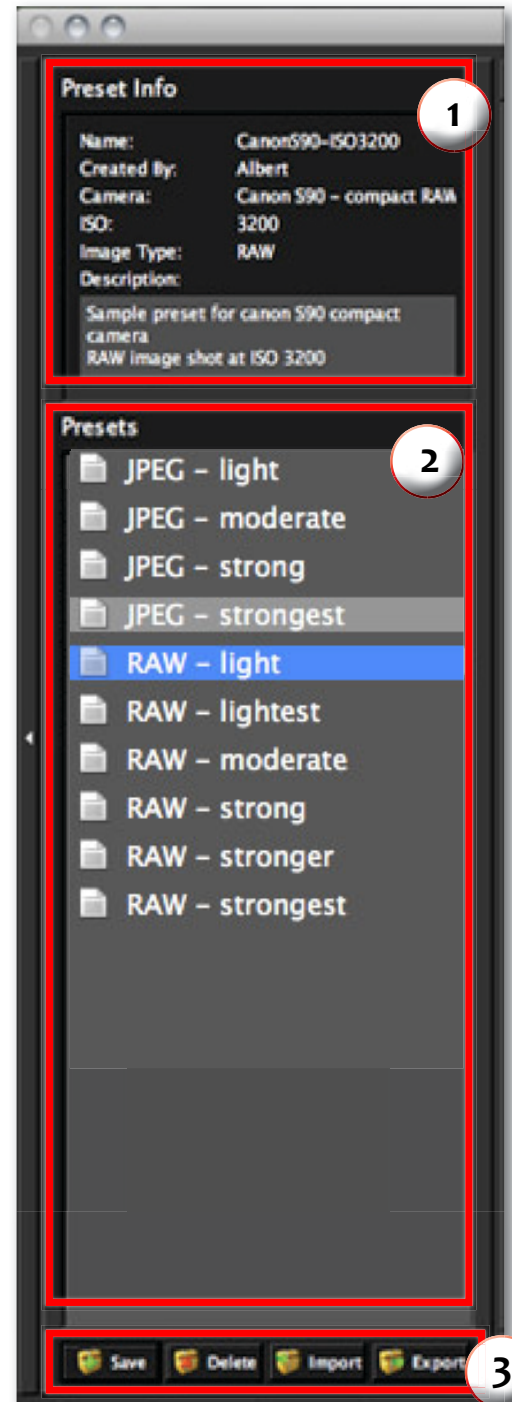 Preset Info
1
Name: CanonS90-ISO3200
Created By: Albert
Camera: Canon S90 - compact RAW
ISO: 3200
Image Type: RAW
Description:
Sample preset for canon S90 compact
camera
RAW image shot at ISO 3200
Presets
2
JPEG – light
JPEG – moderate
JPEG – strong
JPEG – strongest
RAW – light
RAW – lightest
RAW – moderate
RAW – strong
RAW – stronger
RAW – strongest
Save Delete Import Export
3